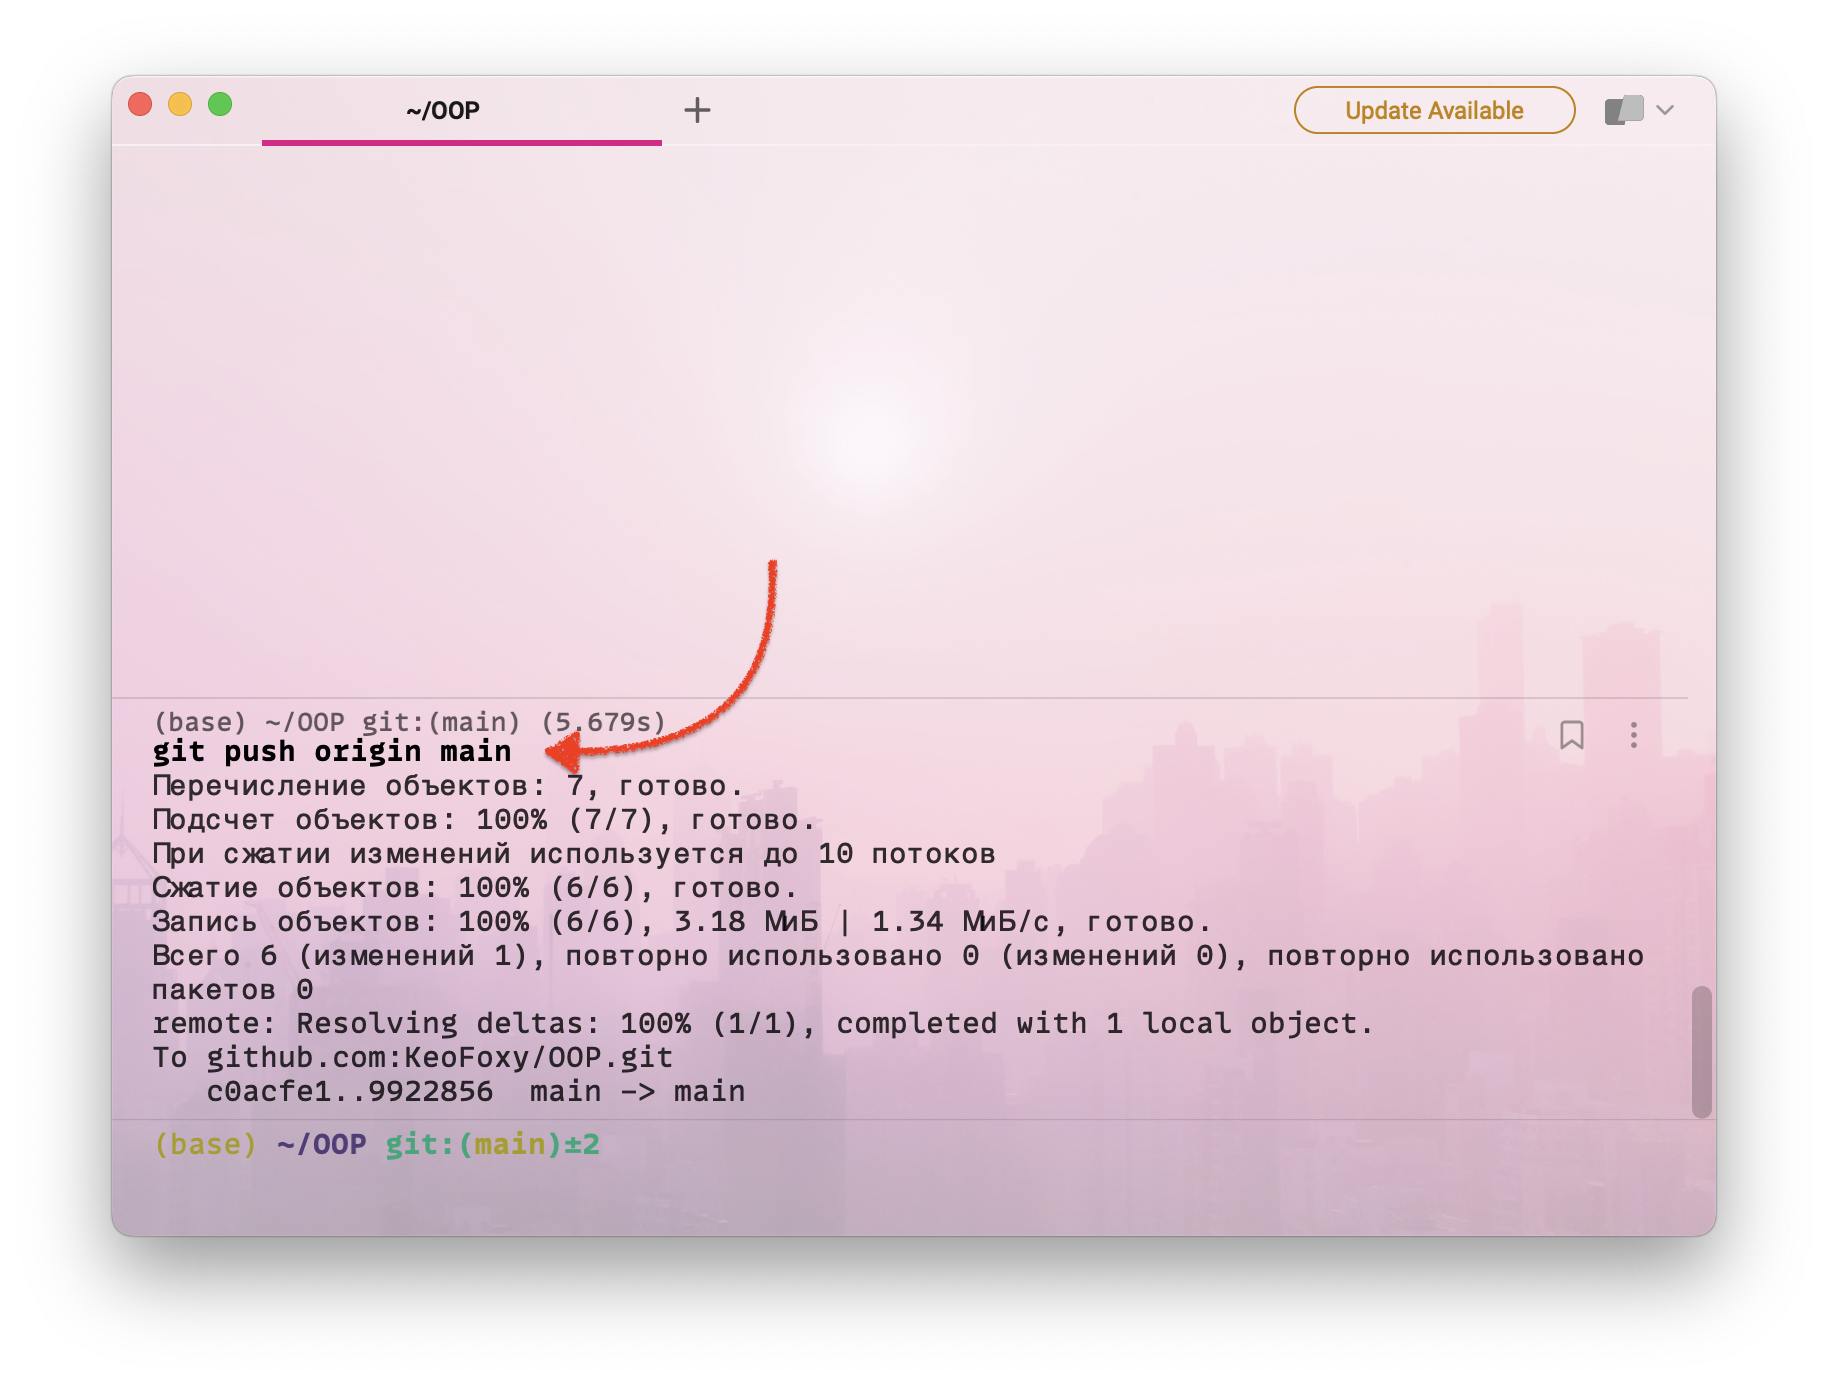 ~/OOP
Update Available
(base) ~/OOP git:(main) (5.679s)
git push origin main
Перечисление объектов: 7, готово.
Подсчет объектов: 100% (7/7), готово.
При сжатии изменений используется до 10 потоков
Сжатие объектов: 100% (6/6), готово.
Запись объектов: 100% (6/6), 3.18 МиБ | 1.34 МиБ/с, готово.
Всего 6 (изменений 1), повторно использовано 0 (изменений 0), повторно использовано
пакетов 0
remote: Resolving deltas: 100% (1/1), completed with 1 local object.
To github.com:KeoFoxy/OOP.git
   c0acfe1..9922856  main -> main
(base) ~/OOP git:(main)±2